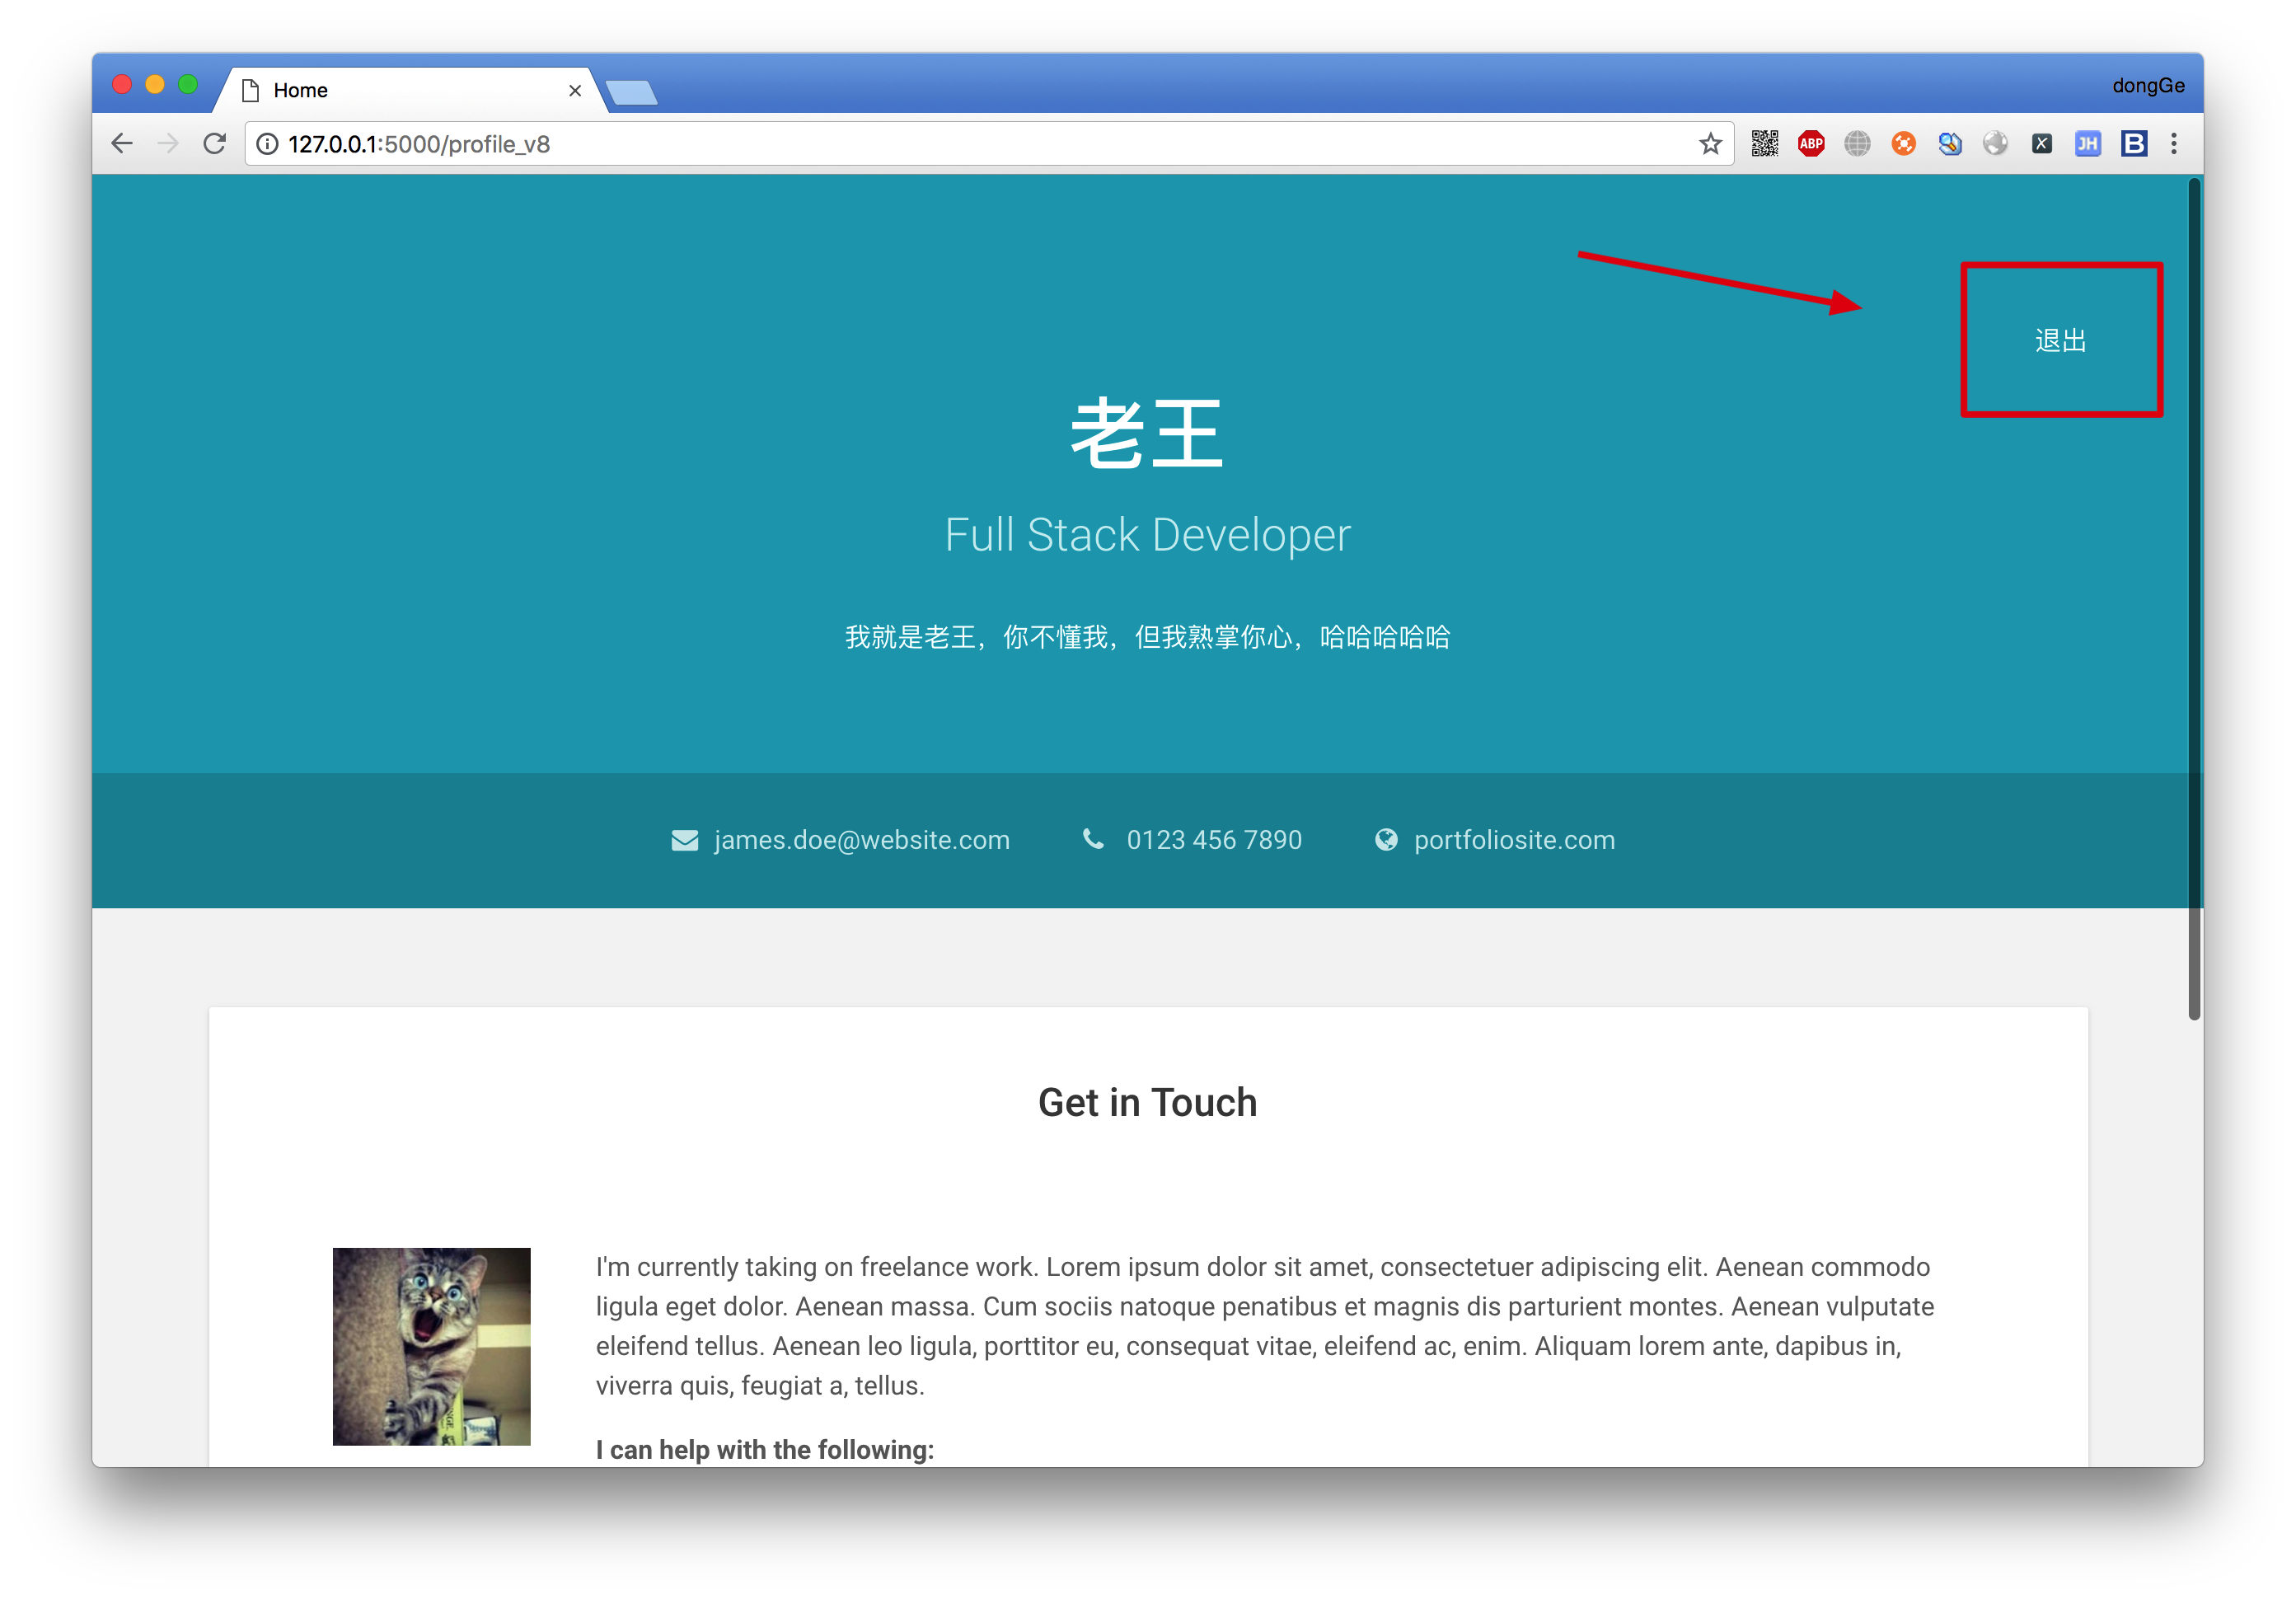 Home
dongGe
127.0.0.1:5000/profile_v8
ABP
X
JH
B
退出
老王
Full Stack Developer
我就是老王，你不懂我，但我熟掌你心，哈哈哈哈哈
james.doe@website.com
0123 456 7890
portfoliosite.com
Get in Touch
I'm currently taking on freelance work. Lorem ipsum dolor sit amet, consectetuer adipiscing elit. Aenean commodo
ligula eget dolor. Aenean massa. Cum sociis natoque penatibus et magnis dis parturient montes. Aenean vulputate
eleifend tellus. Aenean leo ligula, porttitor eu, consequat vitae, eleifend ac, enim. Aliquam lorem ante, dapibus in,
viverra quis, feugiat a, tellus.
I can help with the following: